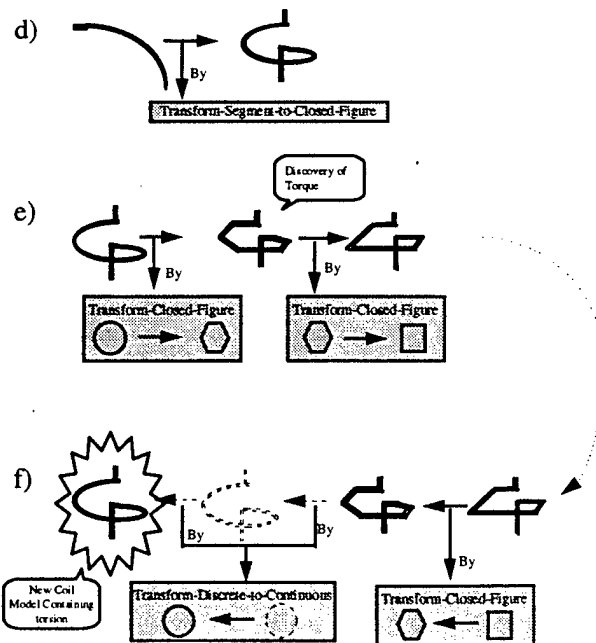 d)
By
Transform-Segment-to-Closed-Figure
Discovery of
Torque
e)
By
By
Transform-Closed-Figure
Transform-Closed-Figure
f)
By
By
By
New Coil
Model Containing
torsion
Transform-Discrete-to-Continuous
Transform-Closed-Figure